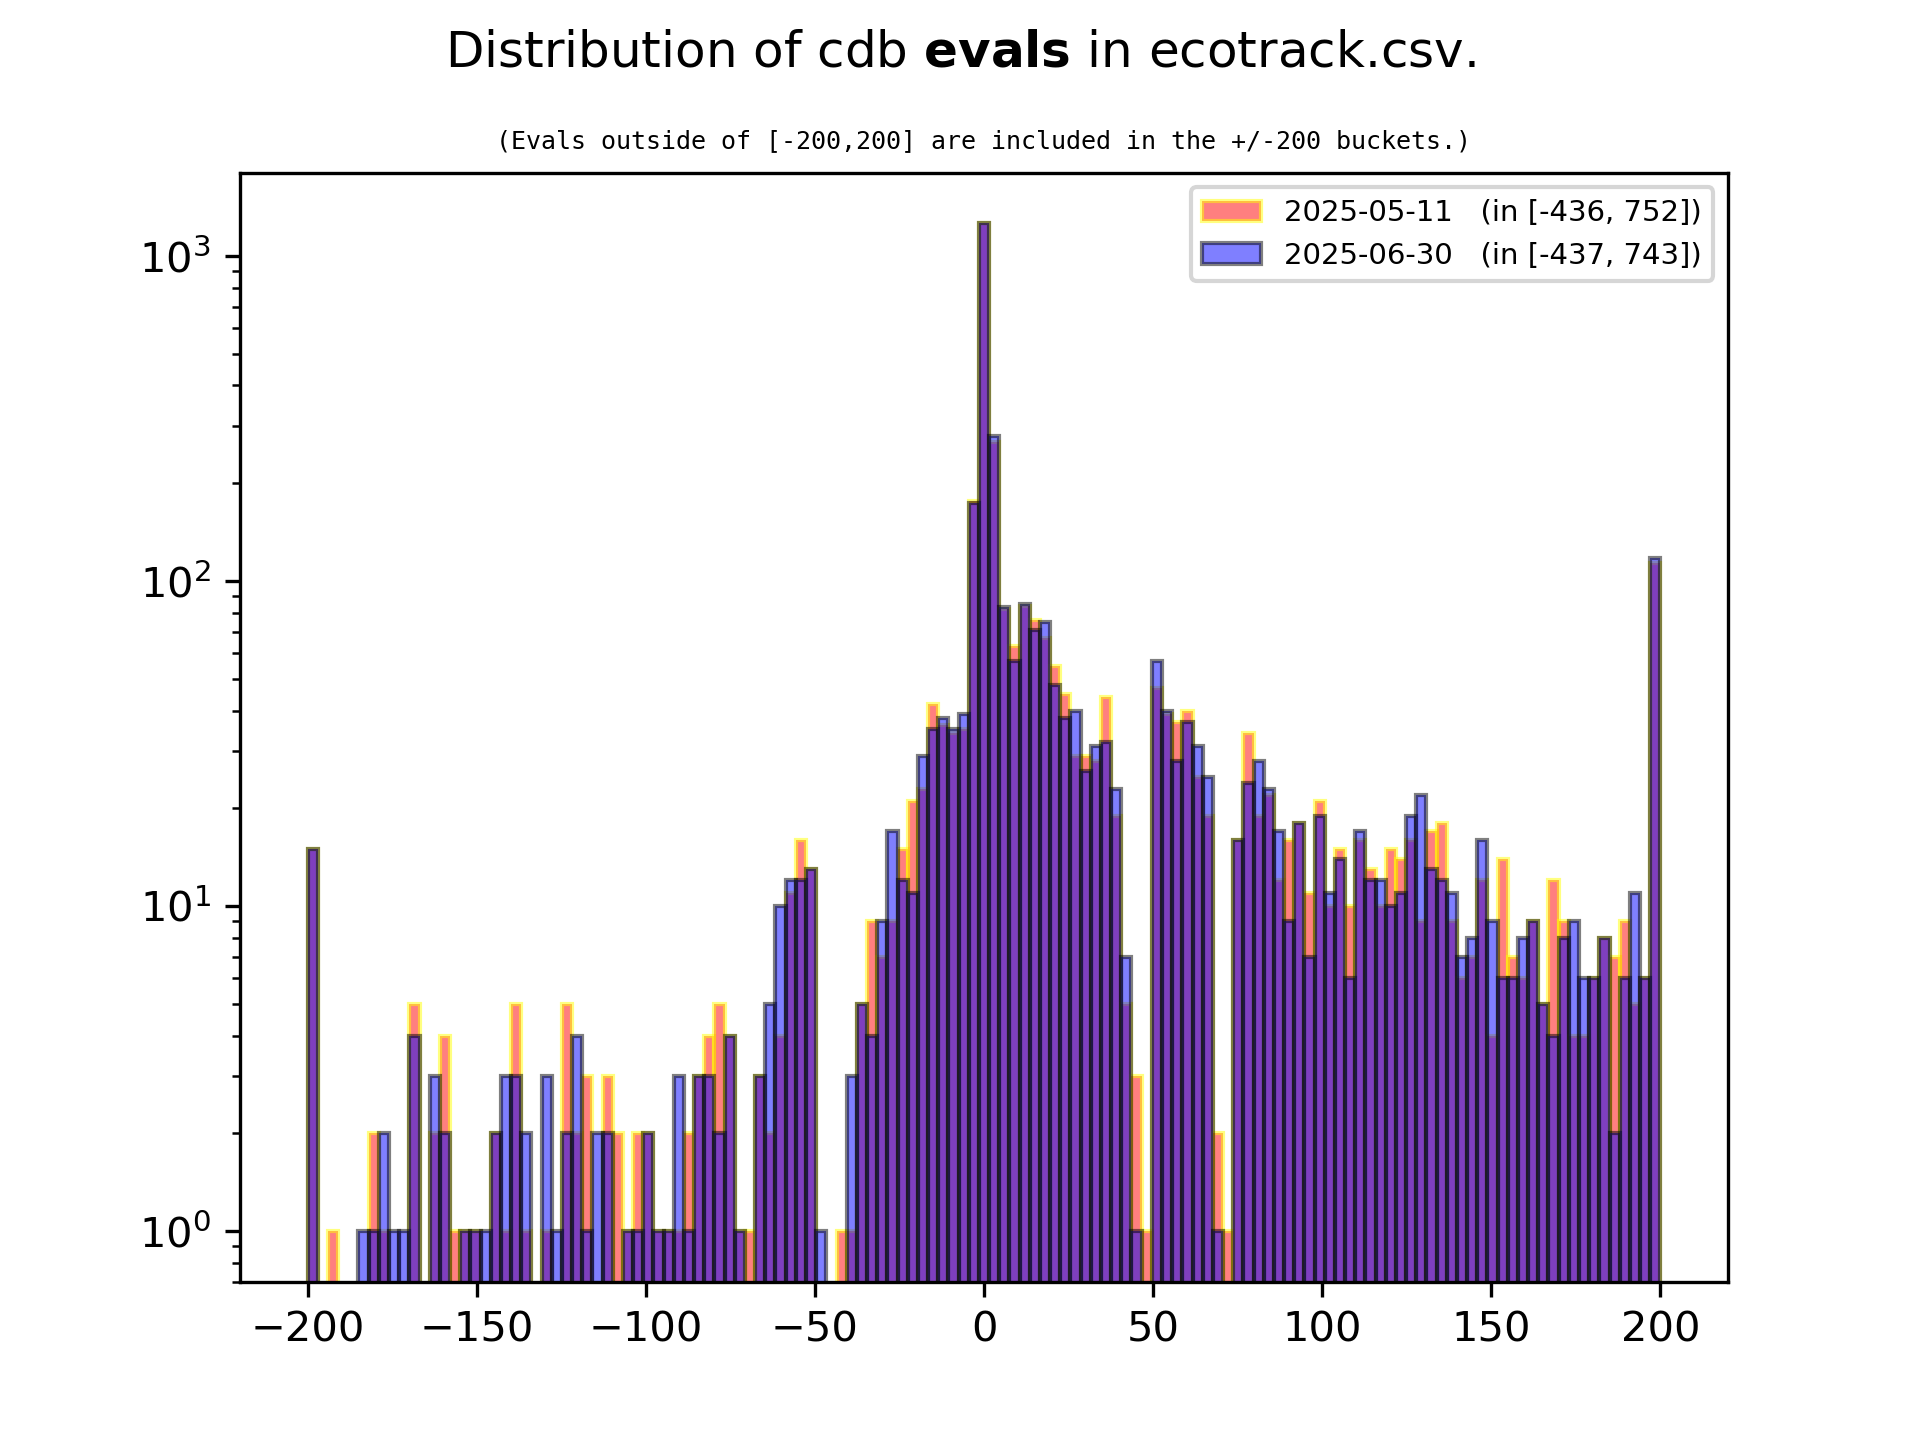 Distribution of cdb evals in ecotrack.csv.
(Evals outside of [-200,200] are included in the +/-200 buckets.)
2025-05-11 (in [-436, 752])
2025-06-30 (in [-437, 743])
10³
10²
10¹
10⁰
−200 −150 −100 −50 0 50 100 150 200